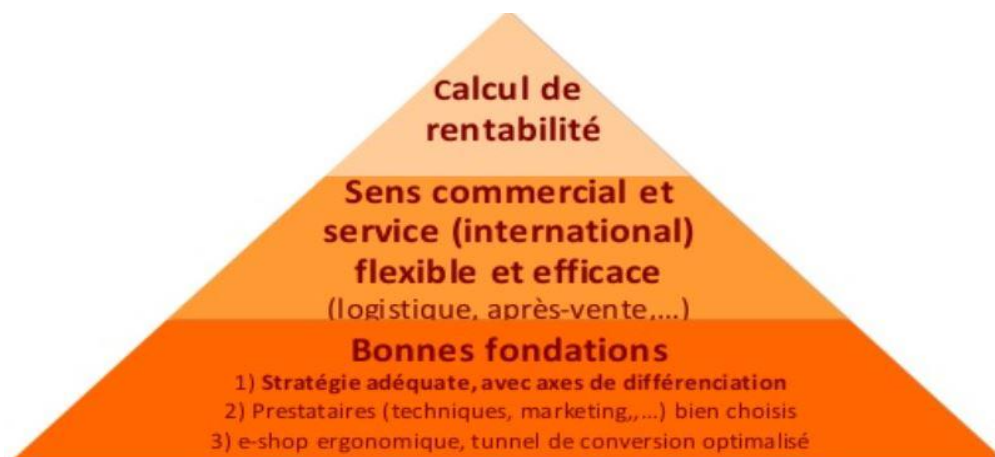 Calcul de
rentabilité
Sens commercial et
service (international)
flexible et efficace
(logistique, après-vente,...)
Bonnes fondations
1) Stratégie adéquate, avec axes de différenciation
2) Prestataires (techniques, marketing,,...) bien choisis
3) e-shop ergonomique, tunnel de conversion optimalisé